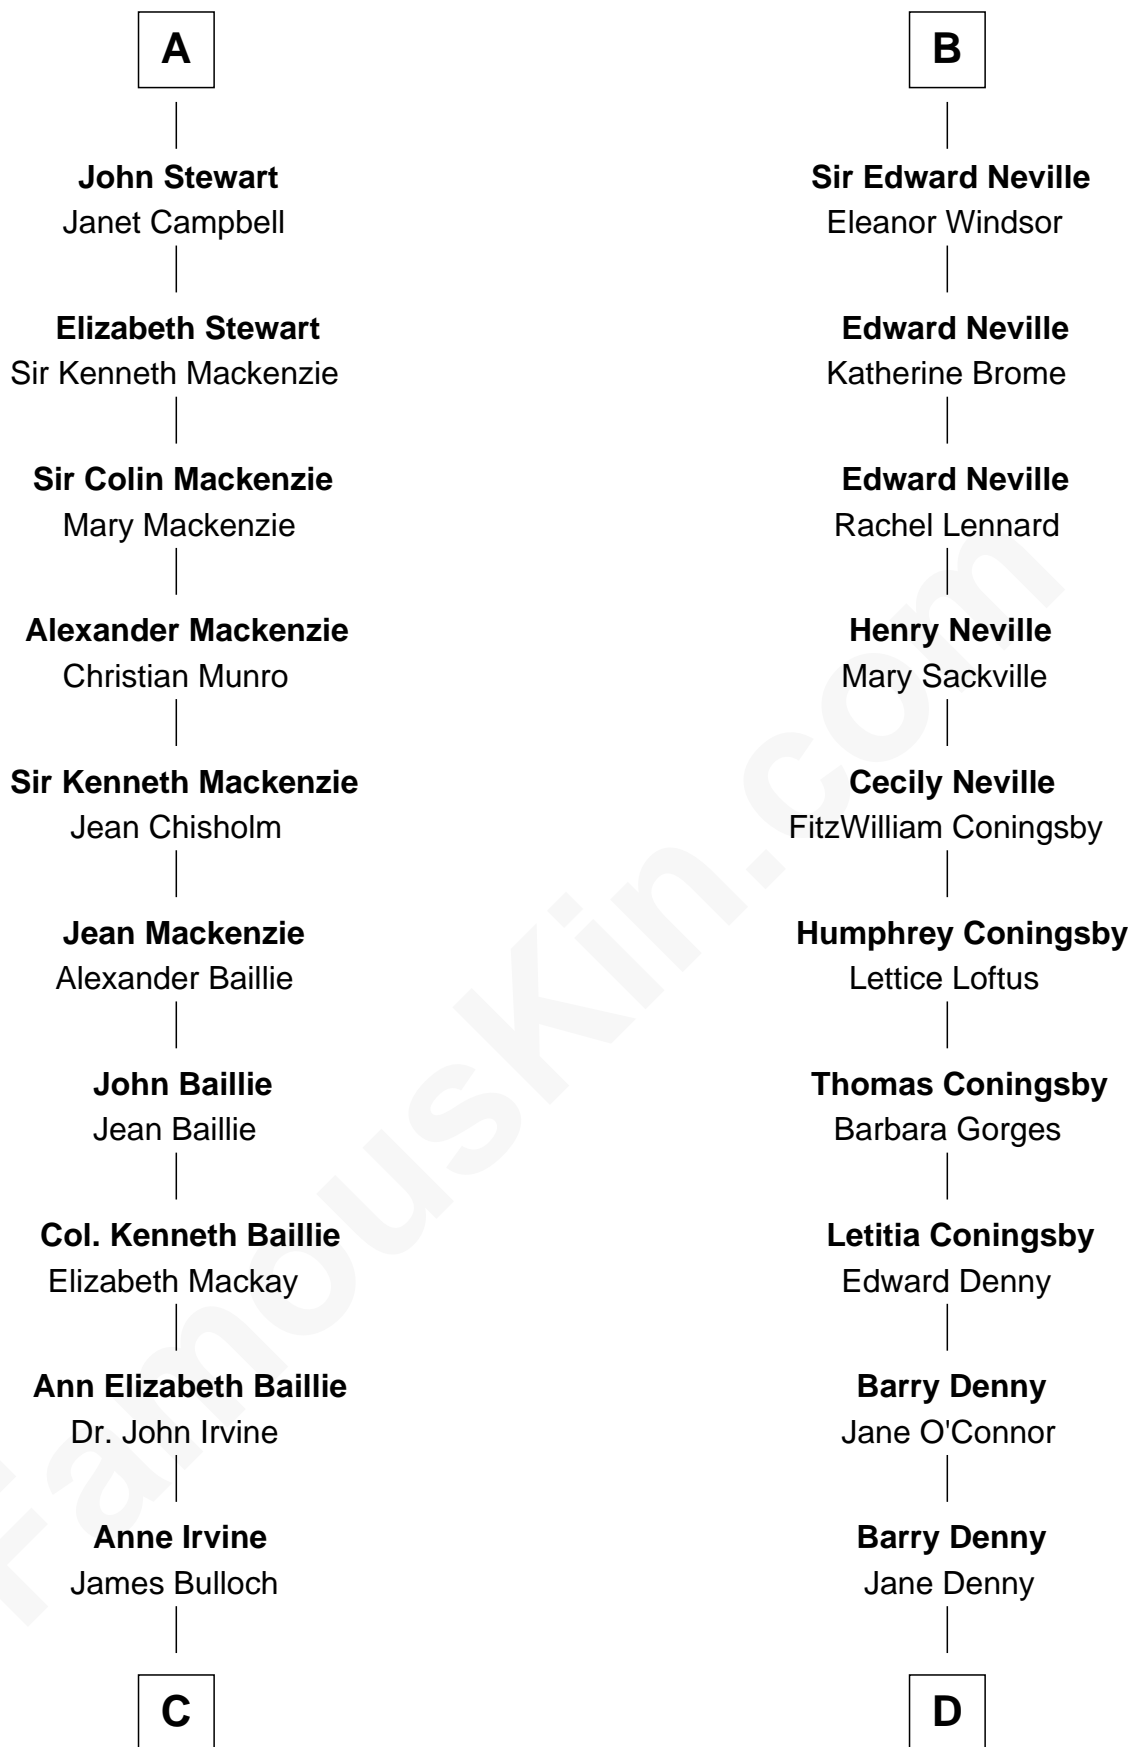 A
John Stewart
Janet Campbell
Elizabeth Stewart
Sir Kenneth Mackenzie
Sir Colin Mackenzie
Mary Mackenzie
Alexander Mackenzie
Christian Munro
Sir Kenneth Mackenzie
Jean Chisholm
Jean Mackenzie
Alexander Baillie
John Baillie
Jean Baillie
Col. Kenneth Baillie
Elizabeth Mackay
Ann Elizabeth Baillie
Dr. John Irvine
Anne Irvine
James Bulloch
C
B
Sir Edward Neville
Eleanor Windsor
Edward Neville
Katherine Brome
Edward Neville
Rachel Lennard
Henry Neville
Mary Sackville
Cecily Neville
FitzWilliam Coningsby
Humphrey Coningsby
Lettice Loftus
Thomas Coningsby
Barbara Gorges
Letitia Coningsby
Edward Denny
Barry Denny
Jane O'Connor
Barry Denny
Jane Denny
D
FamousKin.com